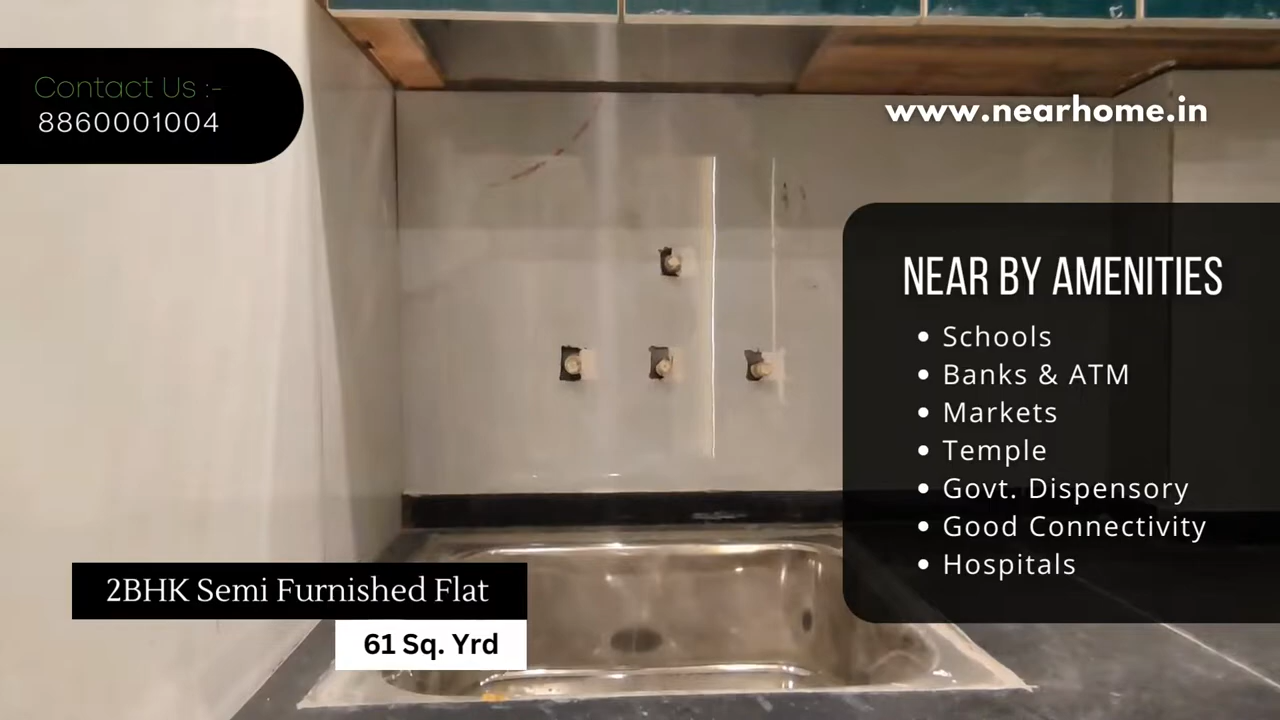 Contact Us :-
8860001004
www.nearhome.in
NEAR BY AMENITIES
• Schools
• Banks & ATM
• Markets
• Temple
• Govt. Dispensory
• Good Connectivity
• Hospitals
2BHK Semi Furnished Flat
61 Sq. Yrd